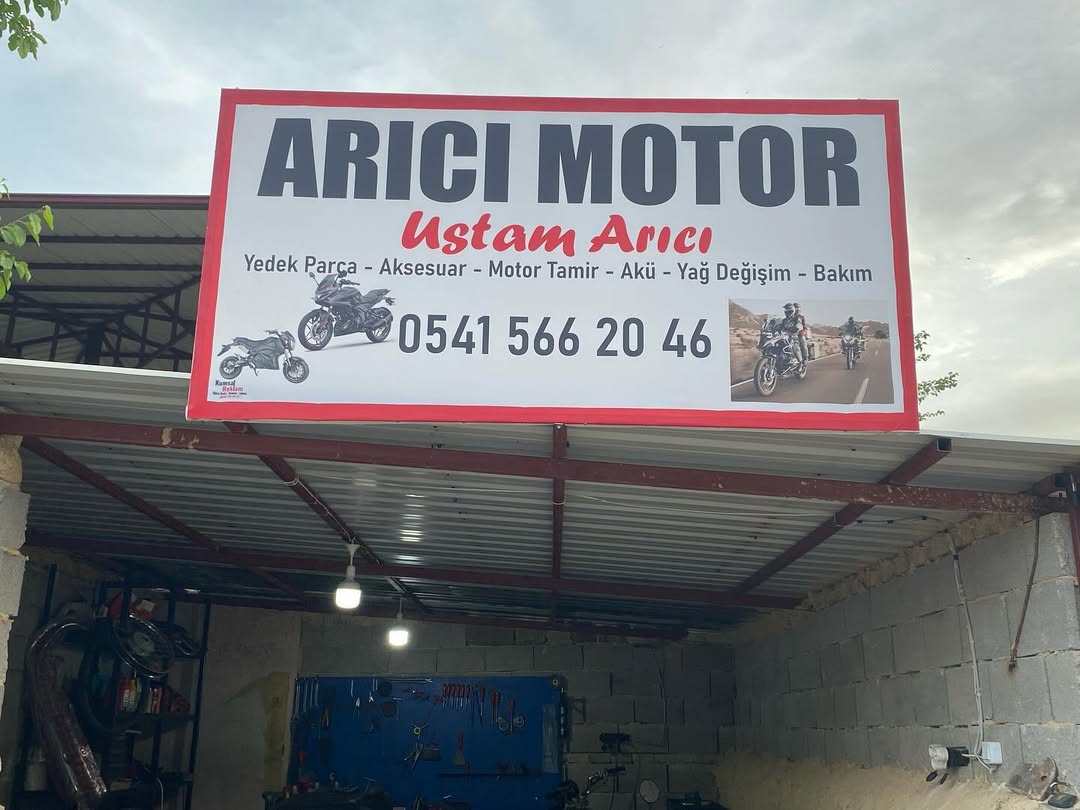 ARICI MOTOR
Ustam Arıcı
Yedek Parça - Aksesuar - Motor Tamir - Akü - Yağ Değişim - Bakım
0541 566 20 46
Kumsal
Reklam